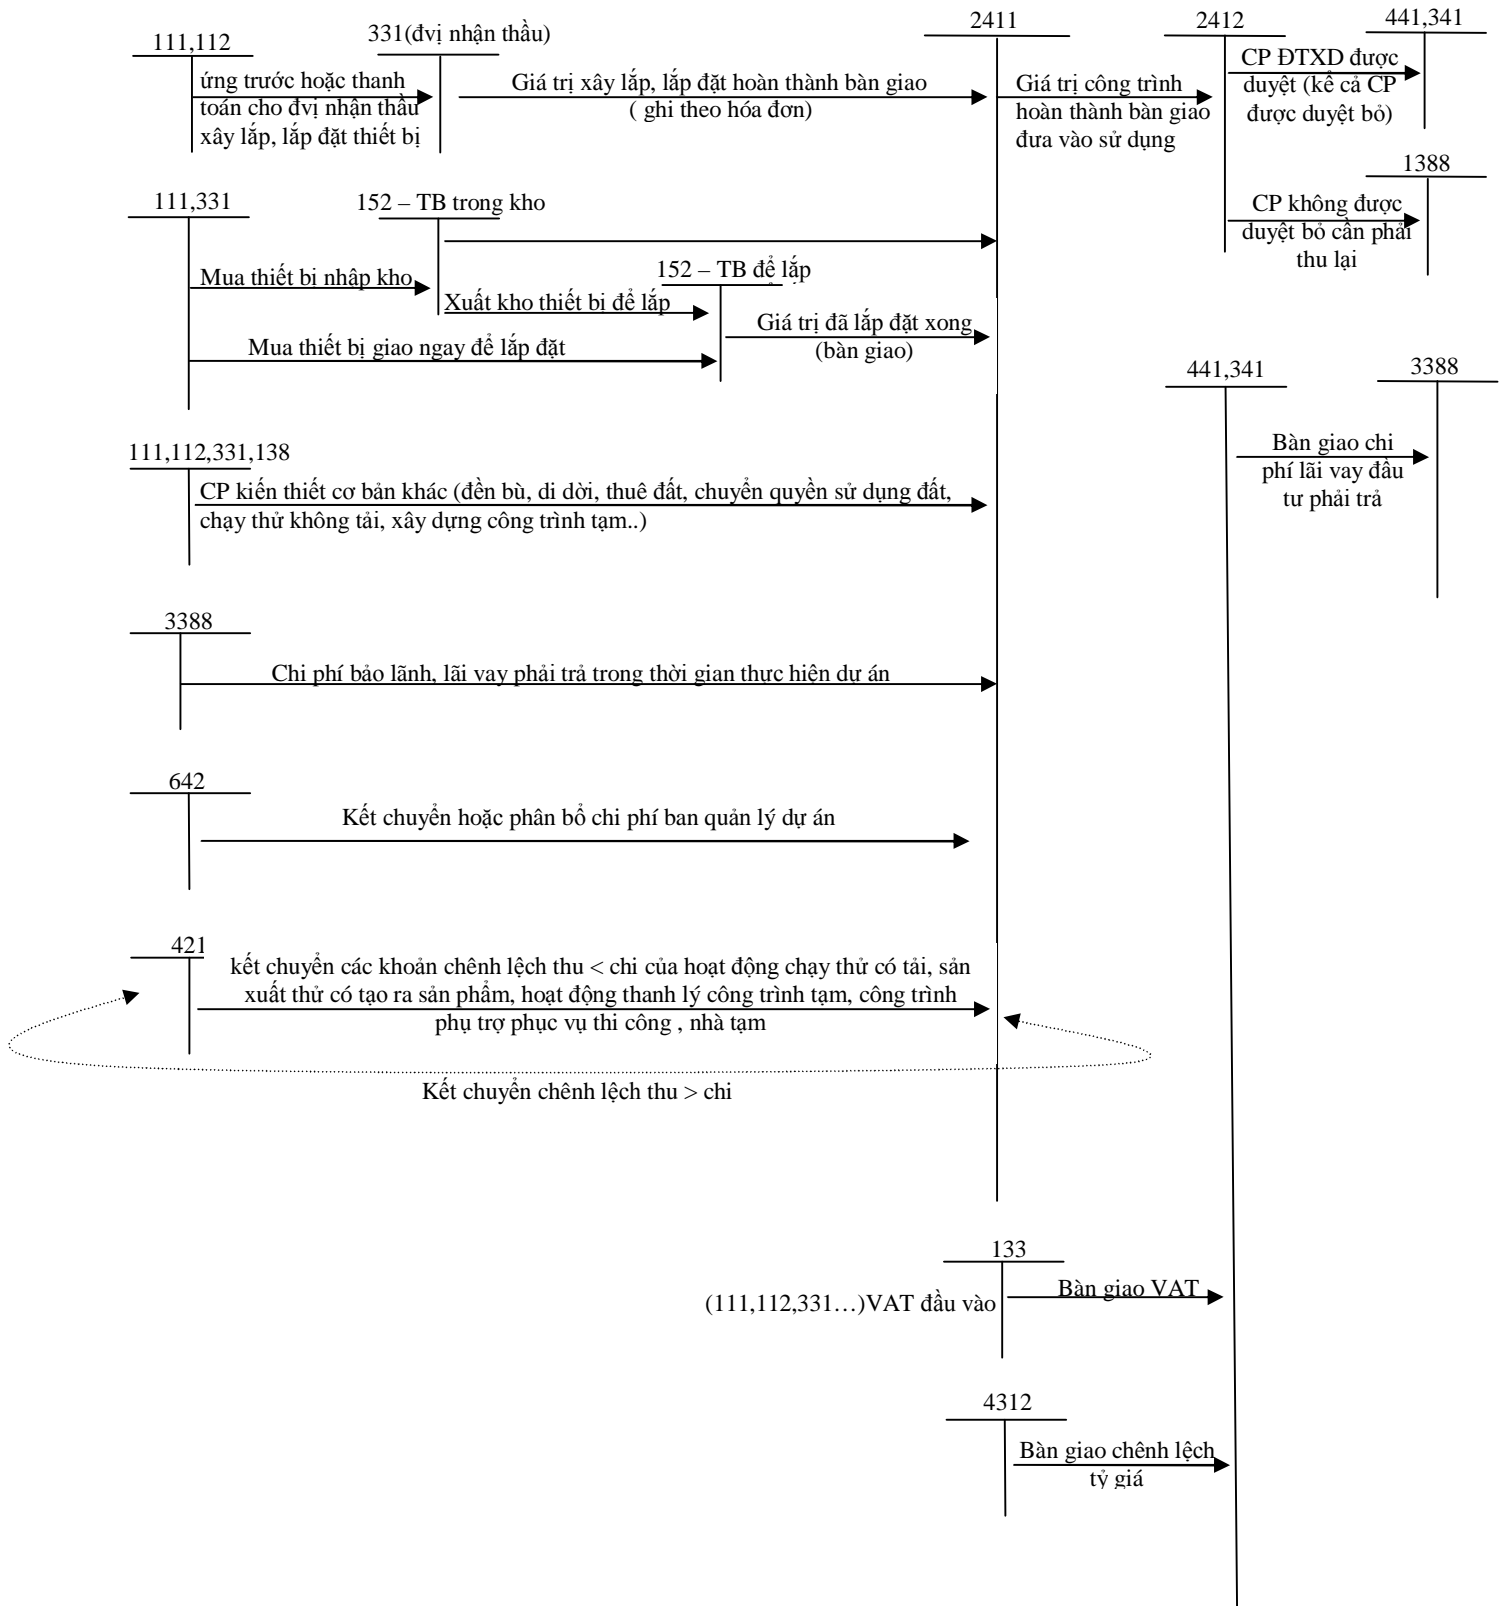 111,112
331(đvị nhận thầu)
2411
2412
441,341
ứng trước hoặc thanh
toán cho đvị nhận thầu
xây lắp, lắp đặt thiết bị
Giá trị xây lắp, lắp đặt hoàn thành bàn giao
( ghi theo hóa đơn)
Giá trị công trình
hoàn thành bàn giao
đưa vào sử dụng
CP ĐTXD được
duyệt (kể cả CP
được duyệt bỏ)
1388
CP không được
duyệt bỏ cần phải
thu lại
111,331
152 – TB trong kho
Mua thiết bị nhập kho
152 – TB để lắp
Xuất kho thiết bi để lắp
Giá trị đã lắp đặt xong
(bàn giao)
Mua thiết bị giao ngay để lắp đặt
441,341
3388
Bàn giao chi
phí lãi vay đầu
tư phải trả
111,112,331,138
CP kiến thiết cơ bản khác (đền bù, di dời, thuê đất, chuyển quyền sử dụng đất,
chạy thử không tải, xây dựng công trình tạm..)
3388
Chi phí bảo lãnh, lãi vay phải trả trong thời gian thực hiện dự án
642
Kết chuyển hoặc phân bổ chi phí ban quản lý dự án
421
kết chuyển các khoản chênh lệch thu < chi của hoạt động chạy thử có tải, sản
xuất thử có tạo ra sản phẩm, hoạt động thanh lý công trình tạm, công trình
phụ trợ phục vụ thi công , nhà tạm
Kết chuyển chênh lệch thu > chi
133
(111,112,331…)VAT đầu vào
Bàn giao VAT
4312
Bàn giao chênh lệch
tỷ giá